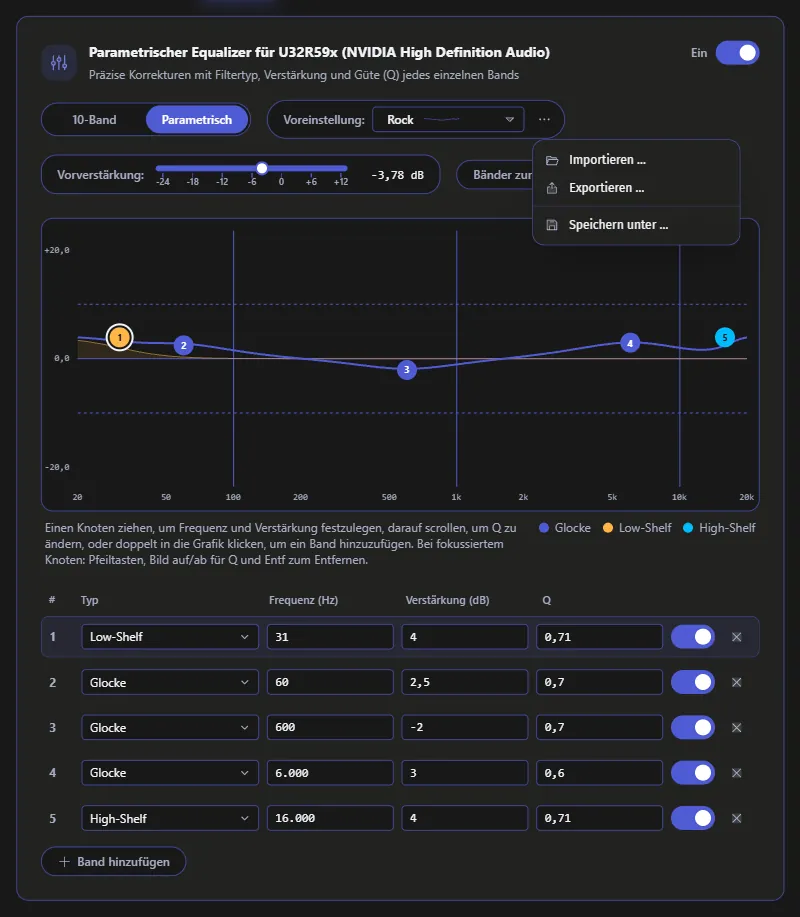 Parametrischer Equalizer für U32R59x (NVIDIA High Definition Audio)
Präzise Korrekturen mit Filtertyp, Verstärkung und Güte (Q) jedes einzelnen Bands
Ein
10-Band
Parametrisch
Voreinstellung:
Rock
...
Vorverstärkung:
-24 -18 -12 -6 0 +6 +12
-3,78 dB
Bänder zur
Importieren ...
Exportieren ...
Speichern unter ...
+20,0
0,0
-20,0
1
2
3
4
5
20 50 100 200 500 1k 2k 5k 10k 20k
Einen Knoten ziehen, um Frequenz und Verstärkung festzulegen, darauf scrollen, um Q zu
ändern, oder doppelt in die Grafik klicken, um ein Band hinzuzufügen. Bei fokussiertem
Knoten: Pfeiltasten, Bild auf/ab für Q und Entf zum Entfernen.
Glocke
Low-Shelf
High-Shelf
# Typ Frequenz (Hz) Verstärkung (dB) Q
1 Low-Shelf 31 4 0,71
2 Glocke 60 2,5 0,7
3 Glocke 600 -2 0,7
4 Glocke 6.000 3 0,6
5 High-Shelf 16.000 4 0,71
+ Band hinzufügen